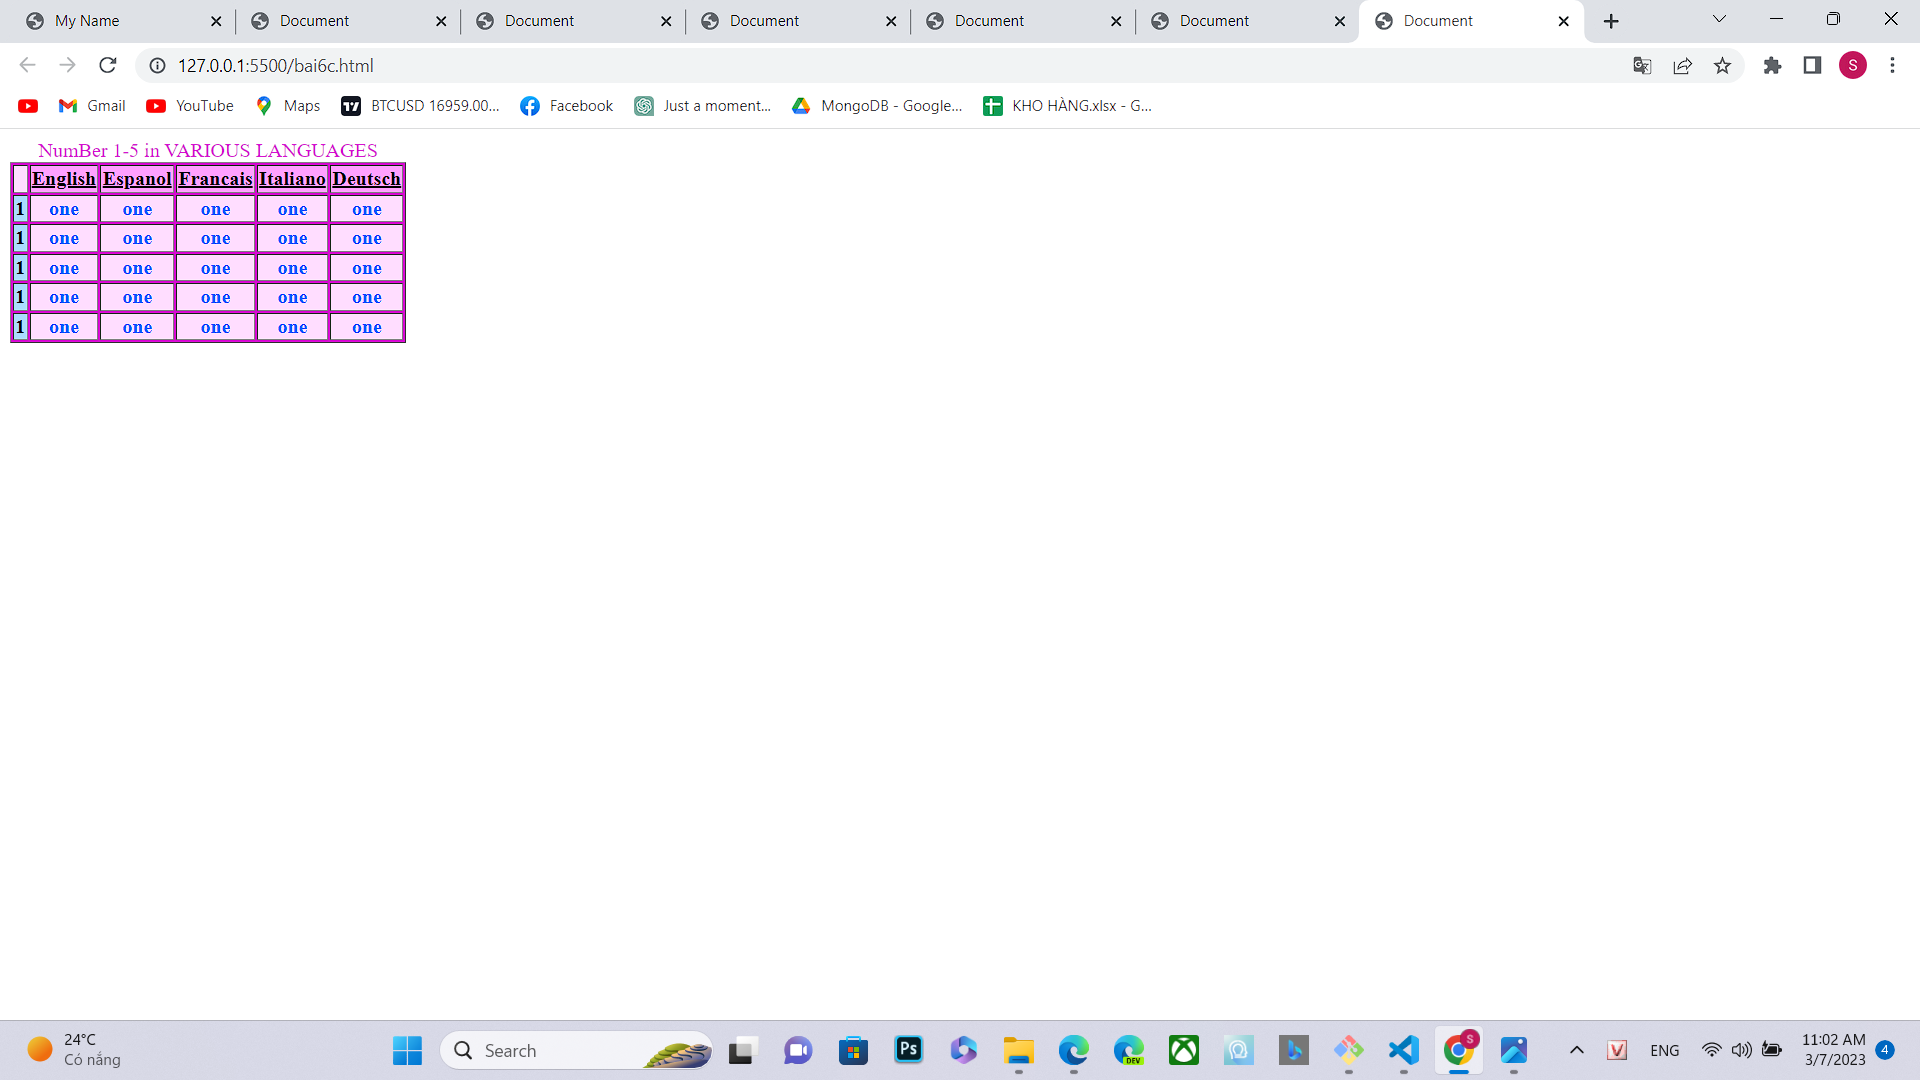 My Name Document Document Document Document Document Document
127.0.0.1:5500/bai6c.html S
Gmail YouTube Maps BTCUSD 16959.00... Facebook Just a moment... MongoDB - Google... KHO HÀNG.xlsx - G...
NumBer 1-5 in VARIOUS LANGUAGES
English Espanol Francais Italiano Deutsch
1 one one one one one
1 one one one one one
1 one one one one one
1 one one one one one
1 one one one one one
24°C
Có nắng
Search
Ps
DEV
S
V
ENG
11:02 AM
3/7/2023
4